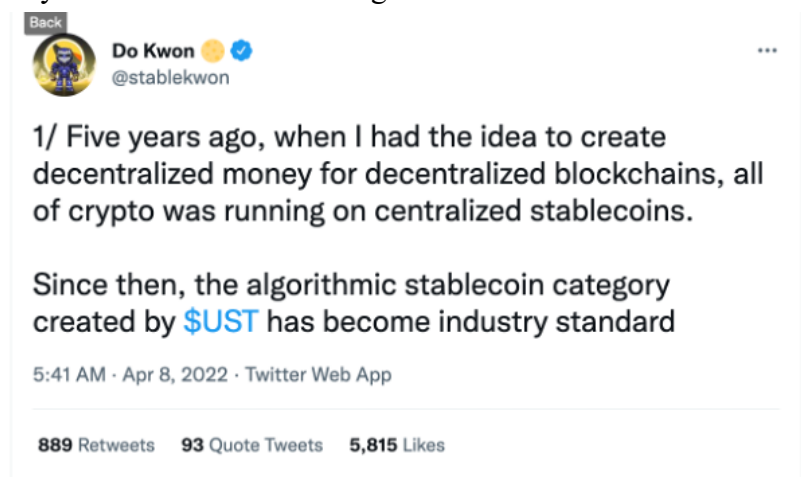 Back
Do Kwon
@stablekwon
1/ Five years ago, when I had the idea to create
decentralized money for decentralized blockchains, all
of crypto was running on centralized stablecoins.
Since then, the algorithmic stablecoin category
created by $UST has become industry standard
5:41 AM · Apr 8, 2022 · Twitter Web App
889 Retweets 93 Quote Tweets 5,815 Likes